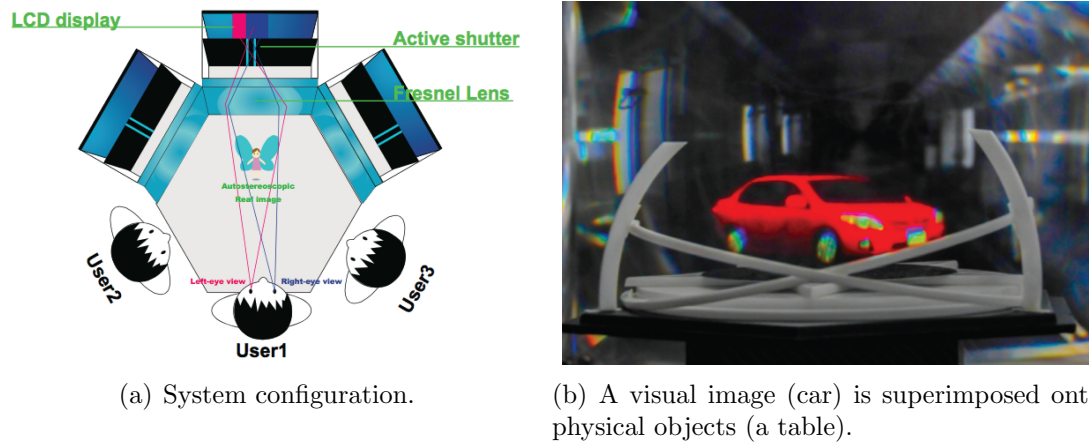 LCD display
Active shutter
Fresnel Lens
Autostereoscopic
Real image
User2
User3
Left-eye view
Right-eye view
User1
(a) System configuration.
(b) A visual image (car) is superimposed ont
physical objects (a table).